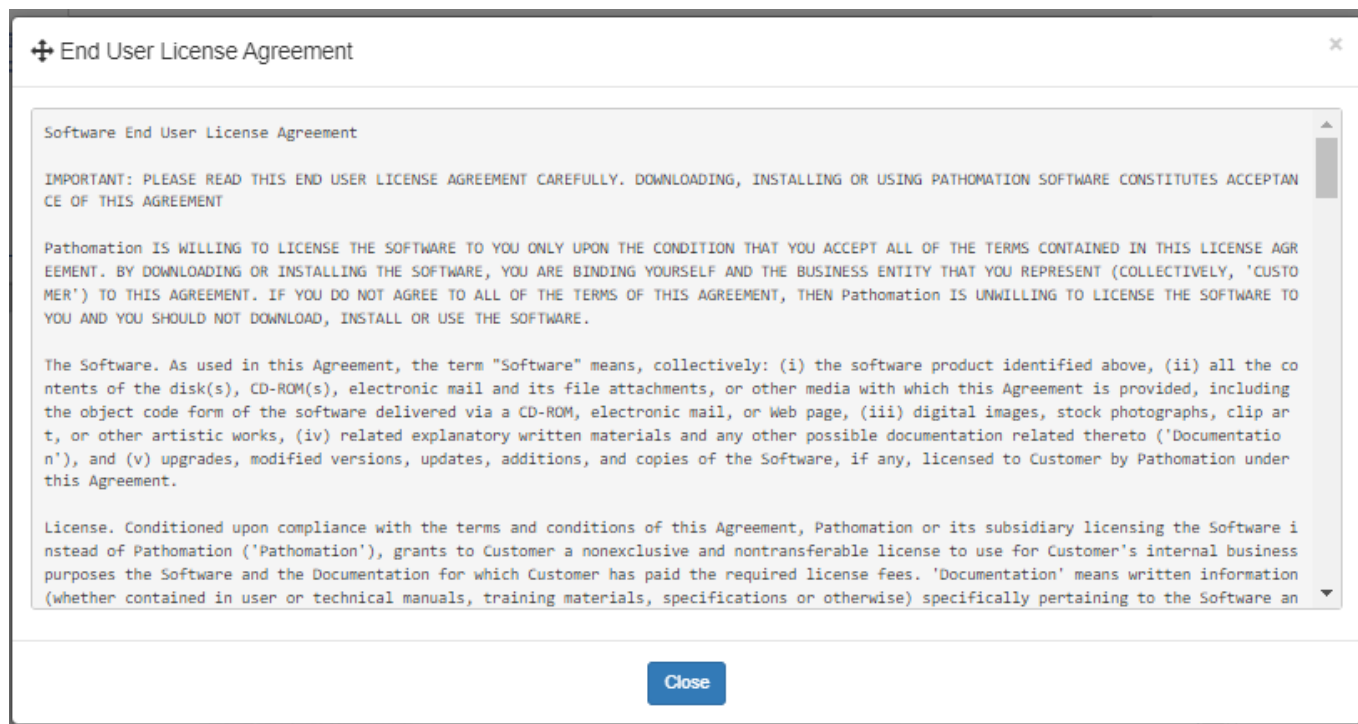 End User License Agreement
×
Software End User License Agreement
IMPORTANT: PLEASE READ THIS END USER LICENSE AGREEMENT CAREFULLY. DOWNLOADING, INSTALLING OR USING PATHOMATION SOFTWARE CONSTITUTES ACCEPTAN
CE OF THIS AGREEMENT
Pathomation IS WILLING TO LICENSE THE SOFTWARE TO YOU ONLY UPON THE CONDITION THAT YOU ACCEPT ALL OF THE TERMS CONTAINED IN THIS LICENSE AGR
EEMENT. BY DOWNLOADING OR INSTALLING THE SOFTWARE, YOU ARE BINDING YOURSELF AND THE BUSINESS ENTITY THAT YOU REPRESENT (COLLECTIVELY, 'CUSTO
MER') TO THIS AGREEMENT. IF YOU DO NOT AGREE TO ALL OF THE TERMS OF THIS AGREEMENT, THEN Pathomation IS UNWILLING TO LICENSE THE SOFTWARE TO
YOU AND YOU SHOULD NOT DOWNLOAD, INSTALL OR USE THE SOFTWARE.
The Software. As used in this Agreement, the term "Software" means, collectively: (i) the software product identified above, (ii) all the co
ntents of the disk(s), CD-ROM(s), electronic mail and its file attachments, or other media with which this Agreement is provided, including
the object code form of the software delivered via a CD-ROM, electronic mail, or Web page, (iii) digital images, stock photographs, clip ar
t, or other artistic works, (iv) related explanatory written materials and any other possible documentation related thereto ('Documentatio
n'), and (v) upgrades, modified versions, updates, additions, and copies of the Software, if any, licensed to Customer by Pathomation under
this Agreement.
License. Conditioned upon compliance with the terms and conditions of this Agreement, Pathomation or its subsidiary licensing the Software i
nstead of Pathomation ('Pathomation'), grants to Customer a nonexclusive and nontransferable license to use for Customer's internal business
purposes the Software and the Documentation for which Customer has paid the required license fees. 'Documentation' means written information
(whether contained in user or technical manuals, training materials, specifications or otherwise) specifically pertaining to the Software an
Close